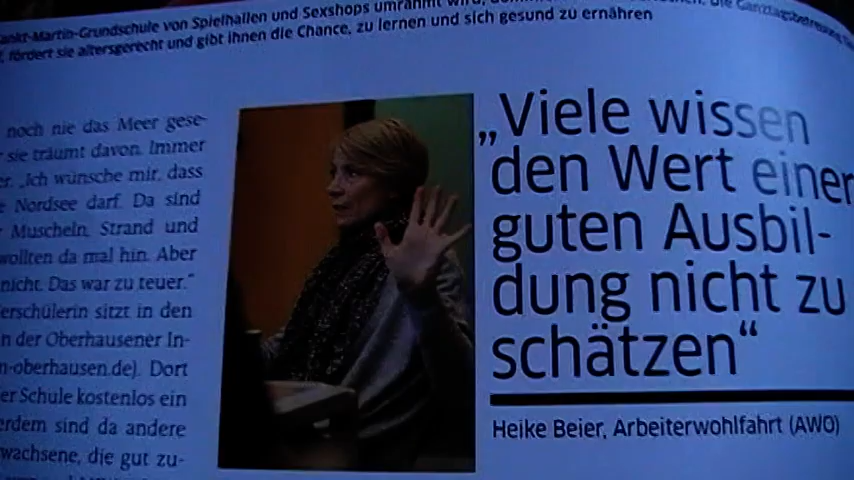 ankt-Martin-Grundschule von Spielhallen und Sexshops umrahmt wird,
fördert sie altersgerecht und gibt ihnen die Chance, zu lernen und sich gesund zu ernähren
die Ganztagsbetreuung
noch nie das Meer gese-
sie träumt davon. Immer
er. „Ich wünsche mir, dass
e Nordsee darf. Da sind
Muscheln, Strand und
wollten da mal hin. Aber
nicht. Das war zu teuer.“
erschülerin sitzt in den
n der Oberhausener In-
n-oberhausen.de). Dort
er Schule kostenlos ein
erdem sind da andere
wachsene, die gut zu-
„Viele wissen
den Wert einer
guten Ausbil-
dung nicht zu
schätzen“
Heike Beier, Arbeiterwohlfahrt (AWO)